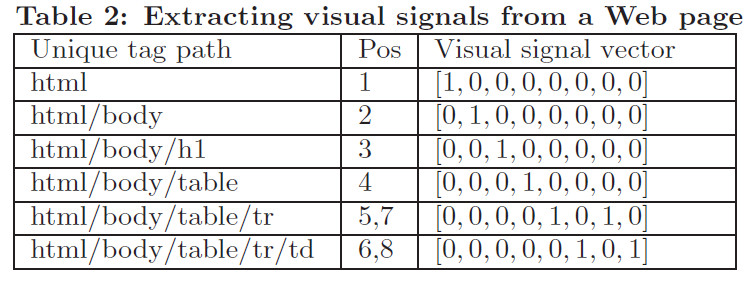 Table 2: Extracting visual signals from a Web page
Unique tag path Pos Visual signal vector
html 1 [1, 0, 0, 0, 0, 0, 0, 0]
html/body 2 [0, 1, 0, 0, 0, 0, 0, 0]
html/body/h1 3 [0, 0, 1, 0, 0, 0, 0, 0]
html/body/table 4 [0, 0, 0, 1, 0, 0, 0, 0]
html/body/table/tr 5,7 [0, 0, 0, 0, 1, 0, 1, 0]
html/body/table/tr/td 6,8 [0, 0, 0, 0, 0, 1, 0, 1]